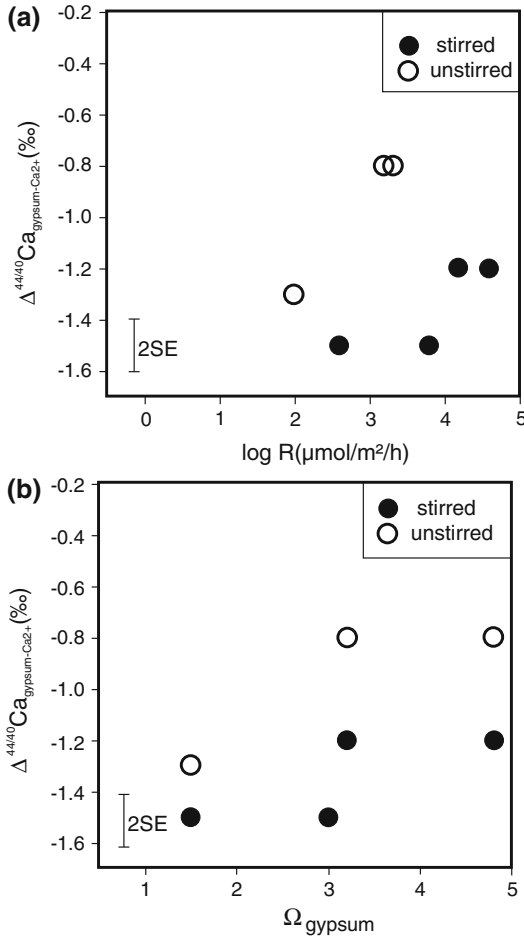 (a)
stirred
unstirred
Δ44/40Cagypsum-Ca2+(‰)
-0.2
-0.4
-0.6
-0.8
-1.0
-1.2
-1.4
-1.6
2SE
0
1
2
3
4
5
log R(μmol/m²/h)
(b)
stirred
unstirred
Δ44/40Cagypsum-Ca2+(‰)
-0.2
-0.4
-0.6
-0.8
-1.0
-1.2
-1.4
-1.6
2SE
1
2
3
4
5
Ωgypsum